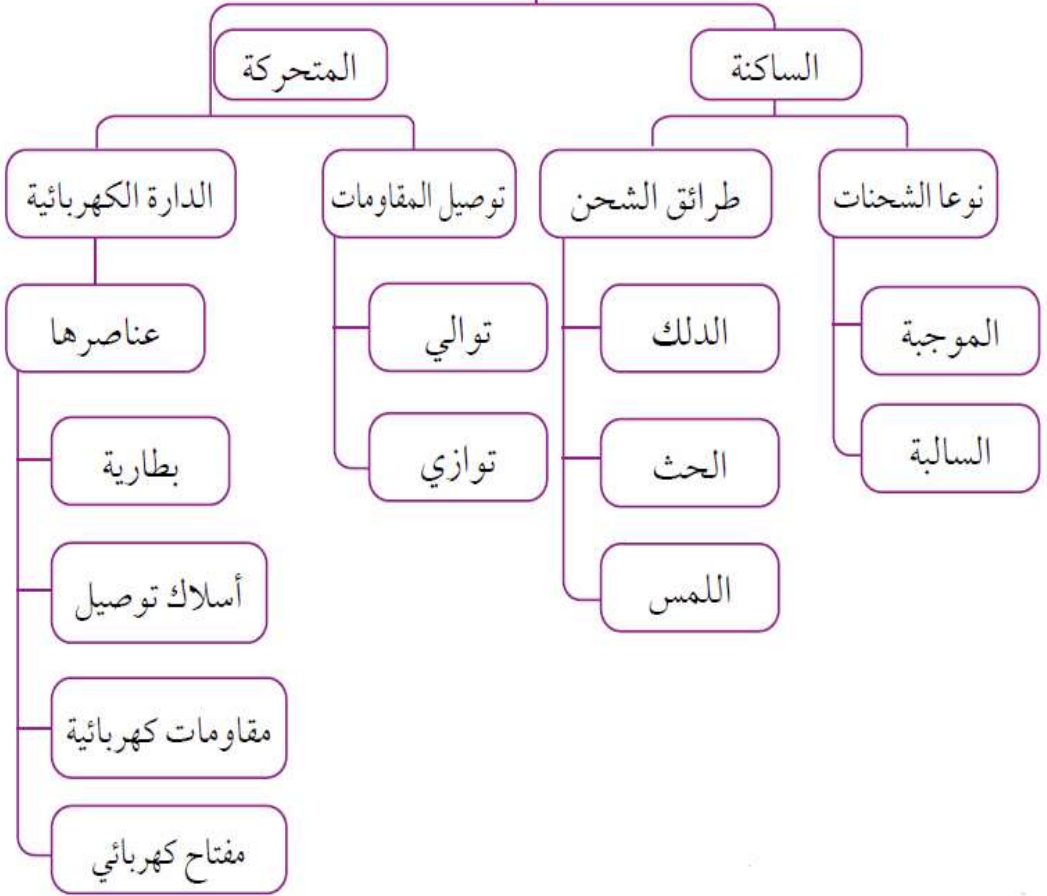 الساكنة
المتحركة
نوعا الشحنات
طرائق الشحن
توصيل المقاومات
الدارة الكهربائية
الموجبة
الدلك
توالي
عناصرها
السالبة
الحث
توازي
بطارية
اللمس
أسلاك توصيل
مقاومات كهربائية
مفتاح كهربائي